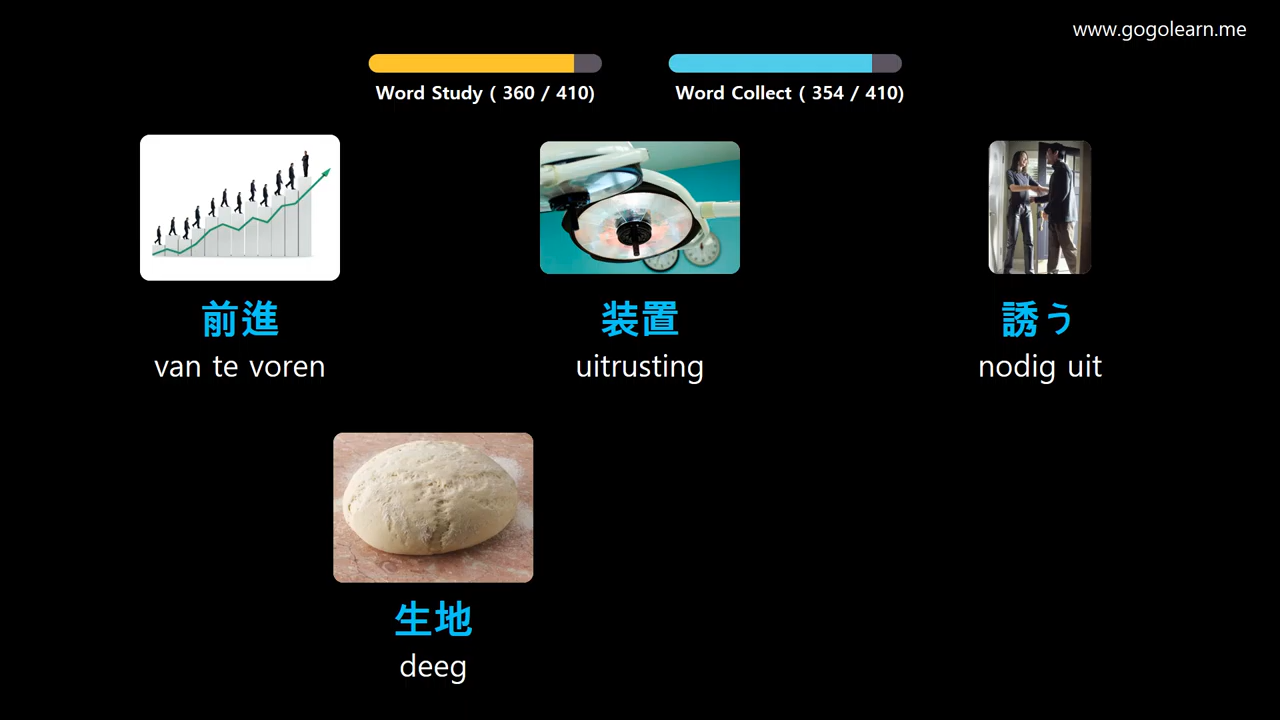 www.gogolearn.me
Word Study ( 360 / 410)
Word Collect ( 354 / 410)
前進
van te voren
装置
uitrusting
誘う
nodig uit
生地
deeg